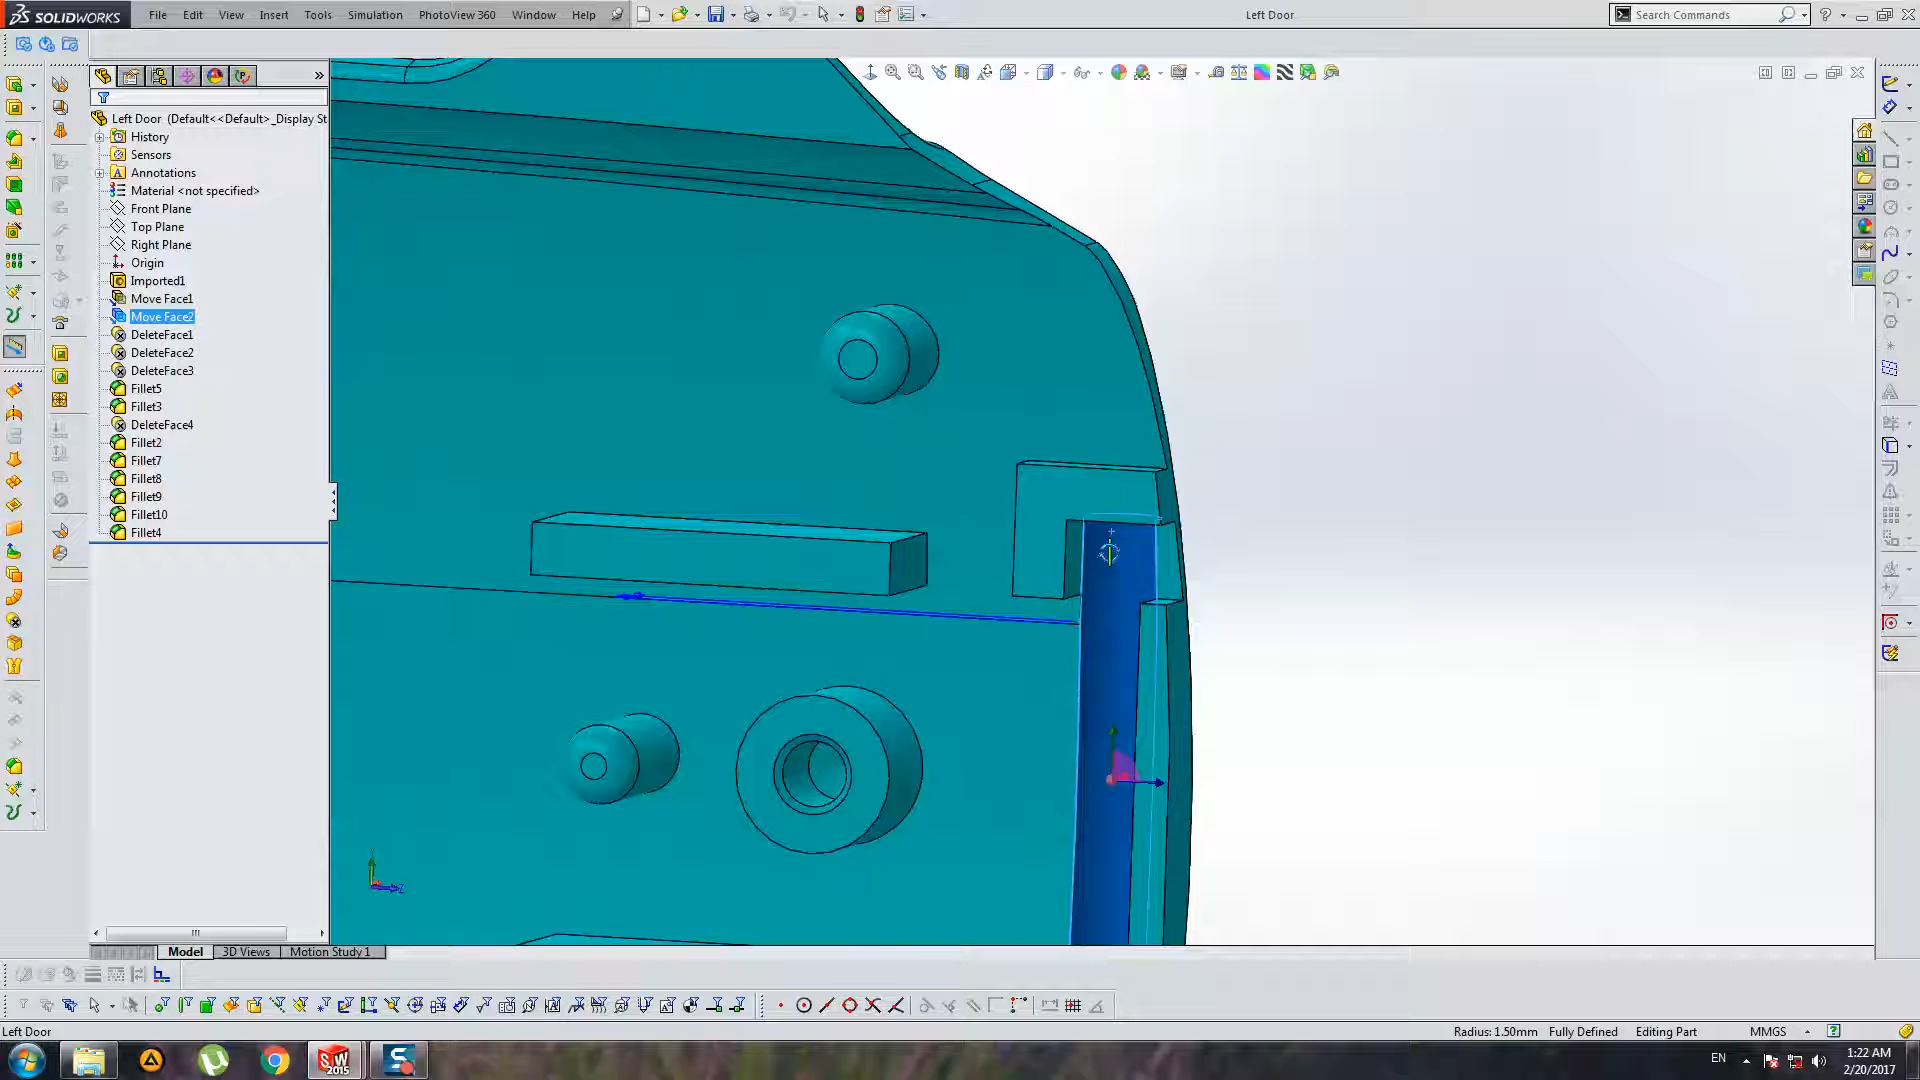 SOLIDWORKS
File Edit View Insert Tools Simulation PhotoView 360 Window Help
Left Door
Search Commands
Left Door (Default<<Default>_Display St
History
Sensors
Annotations
Material <not specified>
Front Plane
Top Plane
Right Plane
Origin
Imported1
Move Face1
Move Face2
DeleteFace1
DeleteFace2
DeleteFace3
Fillet5
Fillet3
DeleteFace4
Fillet2
Fillet7
Fillet8
Fillet9
Fillet10
Fillet4
Model 3D Views Motion Study 1
Left Door
Radius: 1.50mm Fully Defined Editing Part MMGS
EN
1:22 AM
2/20/2017